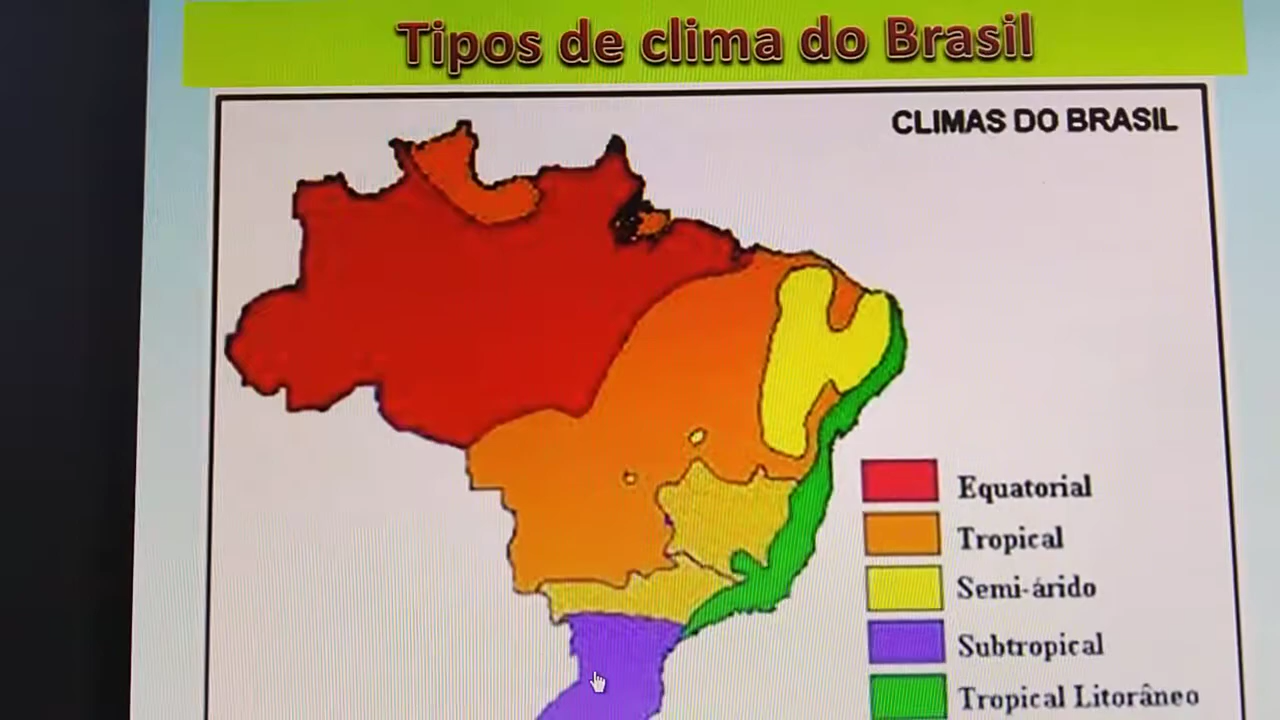 Tipos de clima do Brasil
CLIMAS DO BRASIL
Equatorial
Tropical
Semi-árido
Subtropical
Tropical Litorâneo